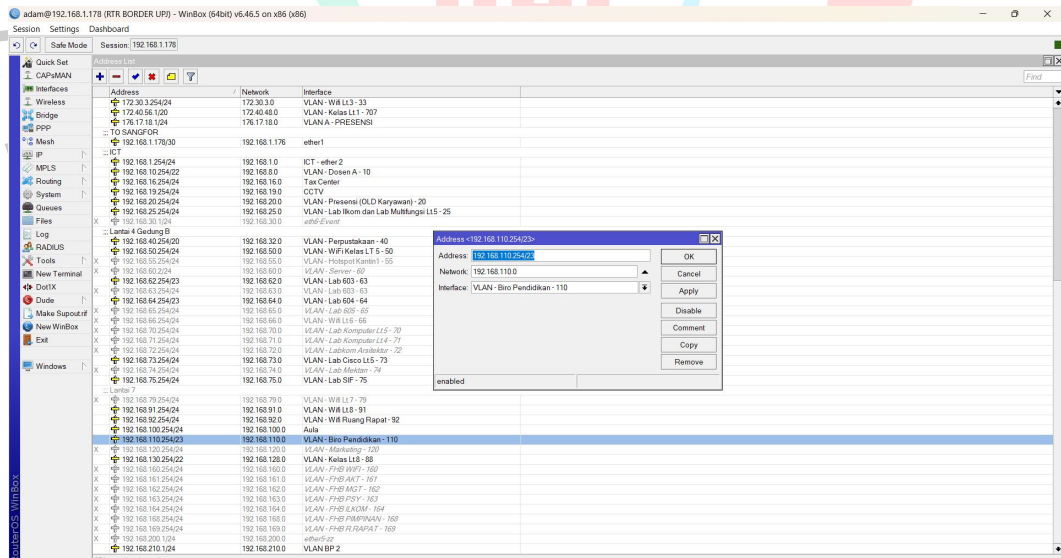 adam@192.168.1.178 (RTR BORDER UPJ) - WinBox (64bit) v6.46.5 on x86 (x86)
Session Settings Dashboard
Safe Mode Session: 192.168.1.178
Quick Set
CAPsMAN
Interfaces
Wireless
Bridge
PPP
Mesh
IP
MPLS
Routing
System
Queues
Files
Log
RADIUS
Tools
New Terminal
Dot1X
Dude
Make Supout.rif
New WinBox
Exit
Windows
RouterOS WinBox
Address List
Find
Address / Network Interface
172.30.3.254/24 172.30.3.0 VLAN - Wifi Lt.3 - 33
172.40.56.1/20 172.40.48.0 VLAN - Kelas Lt.1 - 707
176.17.18.1/24 176.17.18.0 VLAN A - PRESENSI
::: TO SANGFOR
192.168.1.178/30 192.168.1.176 ether1
::: ICT
192.168.1.254/24 192.168.1.0 ICT - ether 2
192.168.10.254/22 192.168.8.0 VLAN - Dosen A - 10
192.168.16.254/24 192.168.16.0 Tax Center
192.168.19.254/24 192.168.19.0 CCTV
192.168.20.254/24 192.168.20.0 VLAN - Presensi (OLD Karyawan) - 20
192.168.25.254/24 192.168.25.0 VLAN - Lab Ilkom dan Lab Multifungsi Lt.5 - 25
X 192.168.30.1/24 192.168.30.0 eth6-Event
::: Lantai 4 Gedung B
192.168.40.254/20 192.168.32.0 VLAN - Perpustakaan - 40
192.168.50.254/24 192.168.50.0 VLAN - WiFi Kelas LT 5 - 50
X 192.168.55.254/24 192.168.55.0 VLAN - Hotspot Kantin1 - 55
X 192.168.60.2/24 192.168.60.0 VLAN - Server - 60
192.168.62.254/23 192.168.62.0 VLAN - Lab 603 - 63
X 192.168.63.254/24 192.168.63.0 VLAN - Lab 603 - 63
192.168.64.254/23 192.168.64.0 VLAN - Lab 604 - 64
X 192.168.65.254/24 192.168.65.0 VLAN - Lab 605 - 65
X 192.168.66.254/24 192.168.66.0 VLAN - Wifi Lt.6 - 66
X 192.168.70.254/24 192.168.70.0 VLAN - Lab Komputer Lt.5 - 70
X 192.168.71.254/24 192.168.71.0 VLAN - Lab Komputer Lt.4 - 71
X 192.168.72.254/24 192.168.72.0 VLAN - Labkom Arsitektur - 72
192.168.73.254/24 192.168.73.0 VLAN - Lab Cisco Lt.5 - 73
X 192.168.74.254/24 192.168.74.0 VLAN - Lab Mektan - 74
192.168.75.254/24 192.168.75.0 VLAN - Lab SIF - 75
::: Lantai 7
X 192.168.79.254/24 192.168.79.0 VLAN - Wifi Lt.7 - 79
192.168.91.254/24 192.168.91.0 VLAN - Wifi Lt.8 - 91
192.168.92.254/24 192.168.92.0 VLAN - Wifi Ruang Rapat - 92
192.168.100.254/24 192.168.100.0 Aula
192.168.110.254/23 192.168.110.0 VLAN - Biro Pendidikan - 110
X 192.168.120.254/24 192.168.120.0 VLAN - Marketing - 120
192.168.130.254/22 192.168.128.0 VLAN - Kelas Lt.8 - 88
X 192.168.160.254/24 192.168.160.0 VLAN - FHB WIFI - 160
X 192.168.161.254/24 192.168.161.0 VLAN - FHB AKT - 161
X 192.168.162.254/24 192.168.162.0 VLAN - FHB MGT - 162
X 192.168.163.254/24 192.168.163.0 VLAN - FHB PSY - 163
X 192.168.164.254/24 192.168.164.0 VLAN - FHB ILKOM - 164
X 192.168.168.254/24 192.168.168.0 VLAN - FHB PIMPINAN - 168
X 192.168.169.254/24 192.168.169.0 VLAN - FHB R.RAPAT - 169
X 192.168.200.1/24 192.168.200.0 ether5-zz
192.168.210.1/24 192.168.210.0 VLAN BP 2
Address <192.168.110.254/23>
Address: 192.168.110.254/23
Network: 192.168.110.0
Interface: VLAN - Biro Pendidikan - 110
OK
Cancel
Apply
Disable
Comment
Copy
Remove
enabled